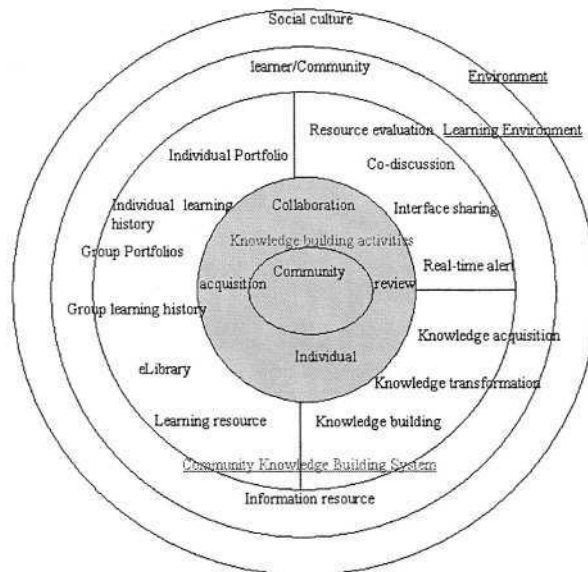 Social culture
learner/Community
Environment
Resource evaluation
Learning Environment
Individual Portfolio
Co-discussion
Individual learning
history
Collaboration
Interface sharing
Group Portfolios
Knowledge building activities
Community
Real-time alert
acquisition
review
Group learning history
Knowledge acquisition
Individual
eLibrary
Knowledge transformation
Learning resource
Knowledge building
Community Knowledge Building System
Information resource